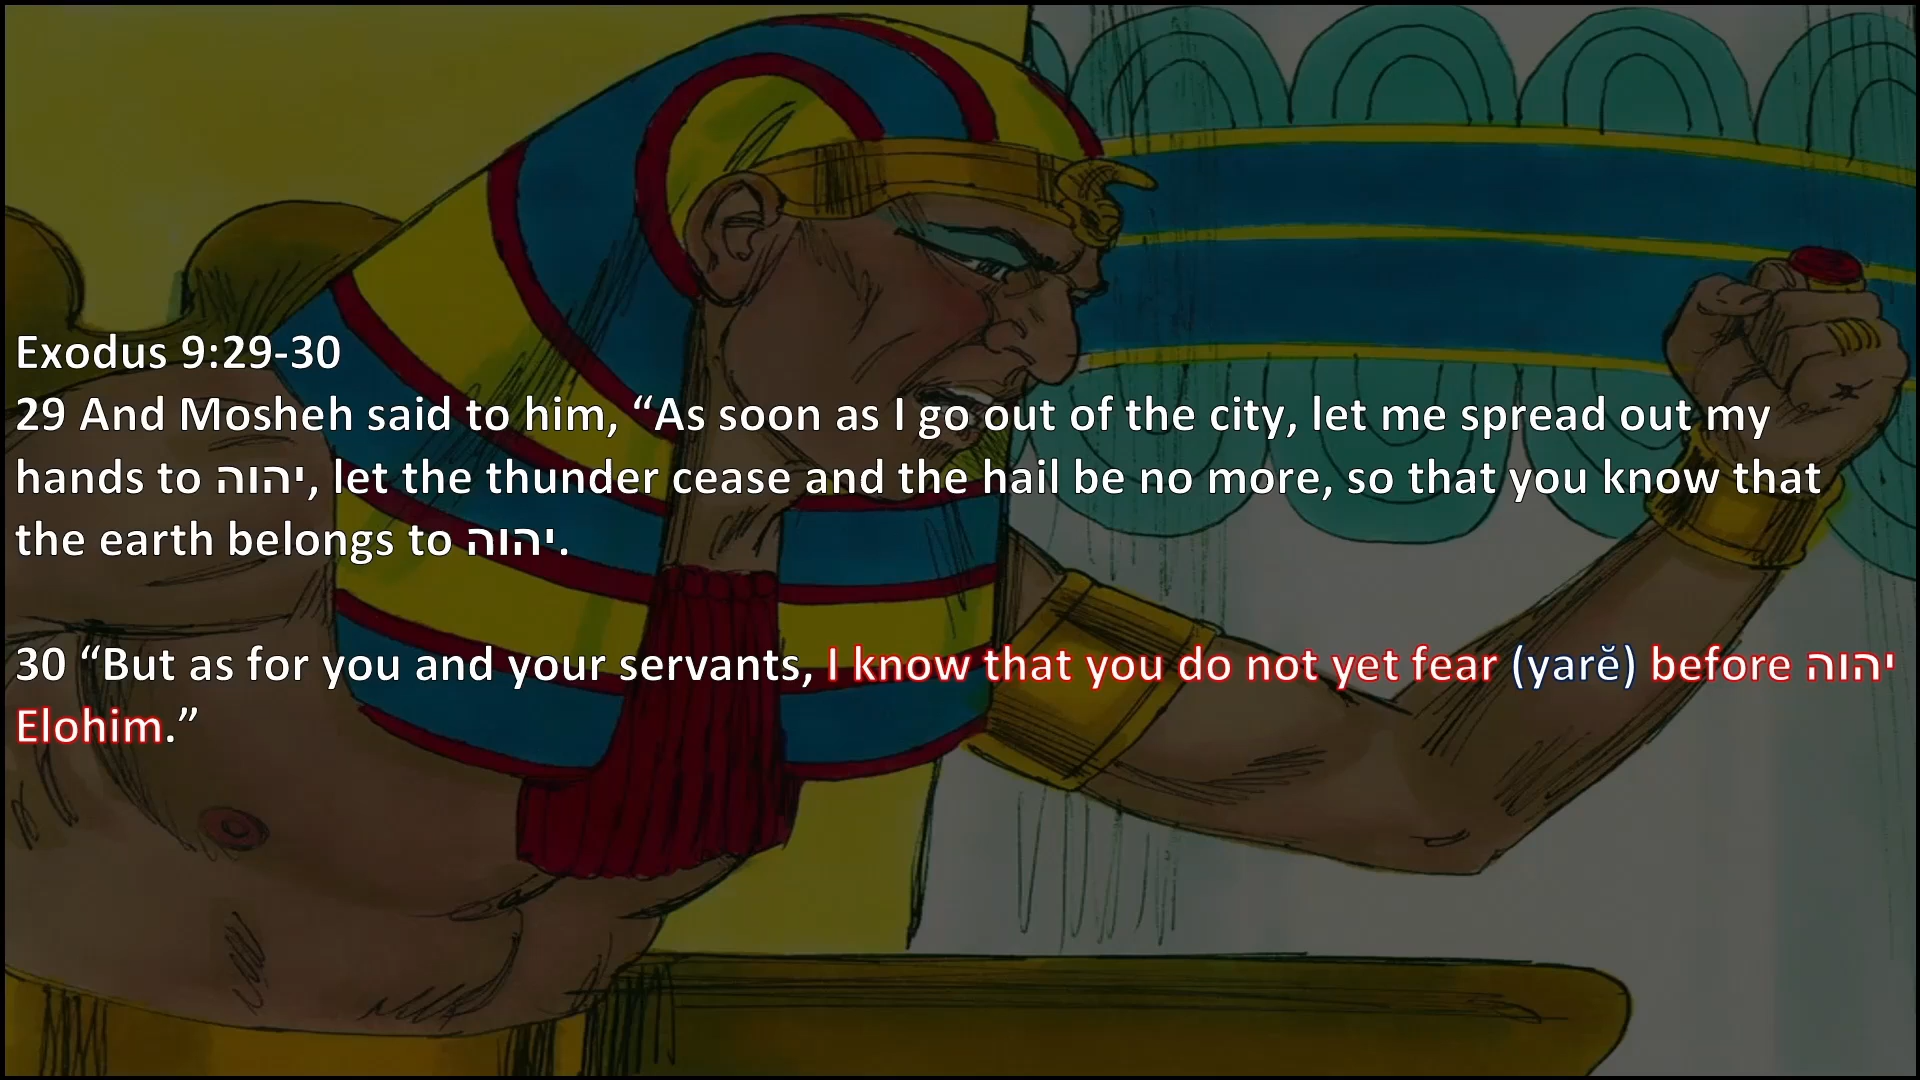 Exodus 9:29-30
29 And Mosheh said to him, “As soon as I go out of the city, let me spread out my
hands to יהוה, let the thunder cease and the hail be no more, so that you know that
the earth belongs to יהוה.
30 “But as for you and your servants, I know that you do not yet fear (yarĕ) before יהוה
Elohim.”